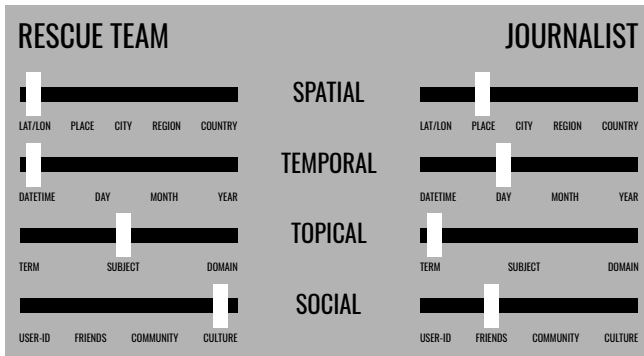 RESCUE TEAM JOURNALIST
SPATIAL
LAT/LON PLACE CITY REGION COUNTRY LAT/LON PLACE CITY REGION COUNTRY
TEMPORAL
DATETIME DAY MONTH YEAR DATETIME DAY MONTH YEAR
TOPICAL
TERM SUBJECT DOMAIN TERM SUBJECT DOMAIN
SOCIAL
USER-ID FRIENDS COMMUNITY CULTURE USER-ID FRIENDS COMMUNITY CULTURE